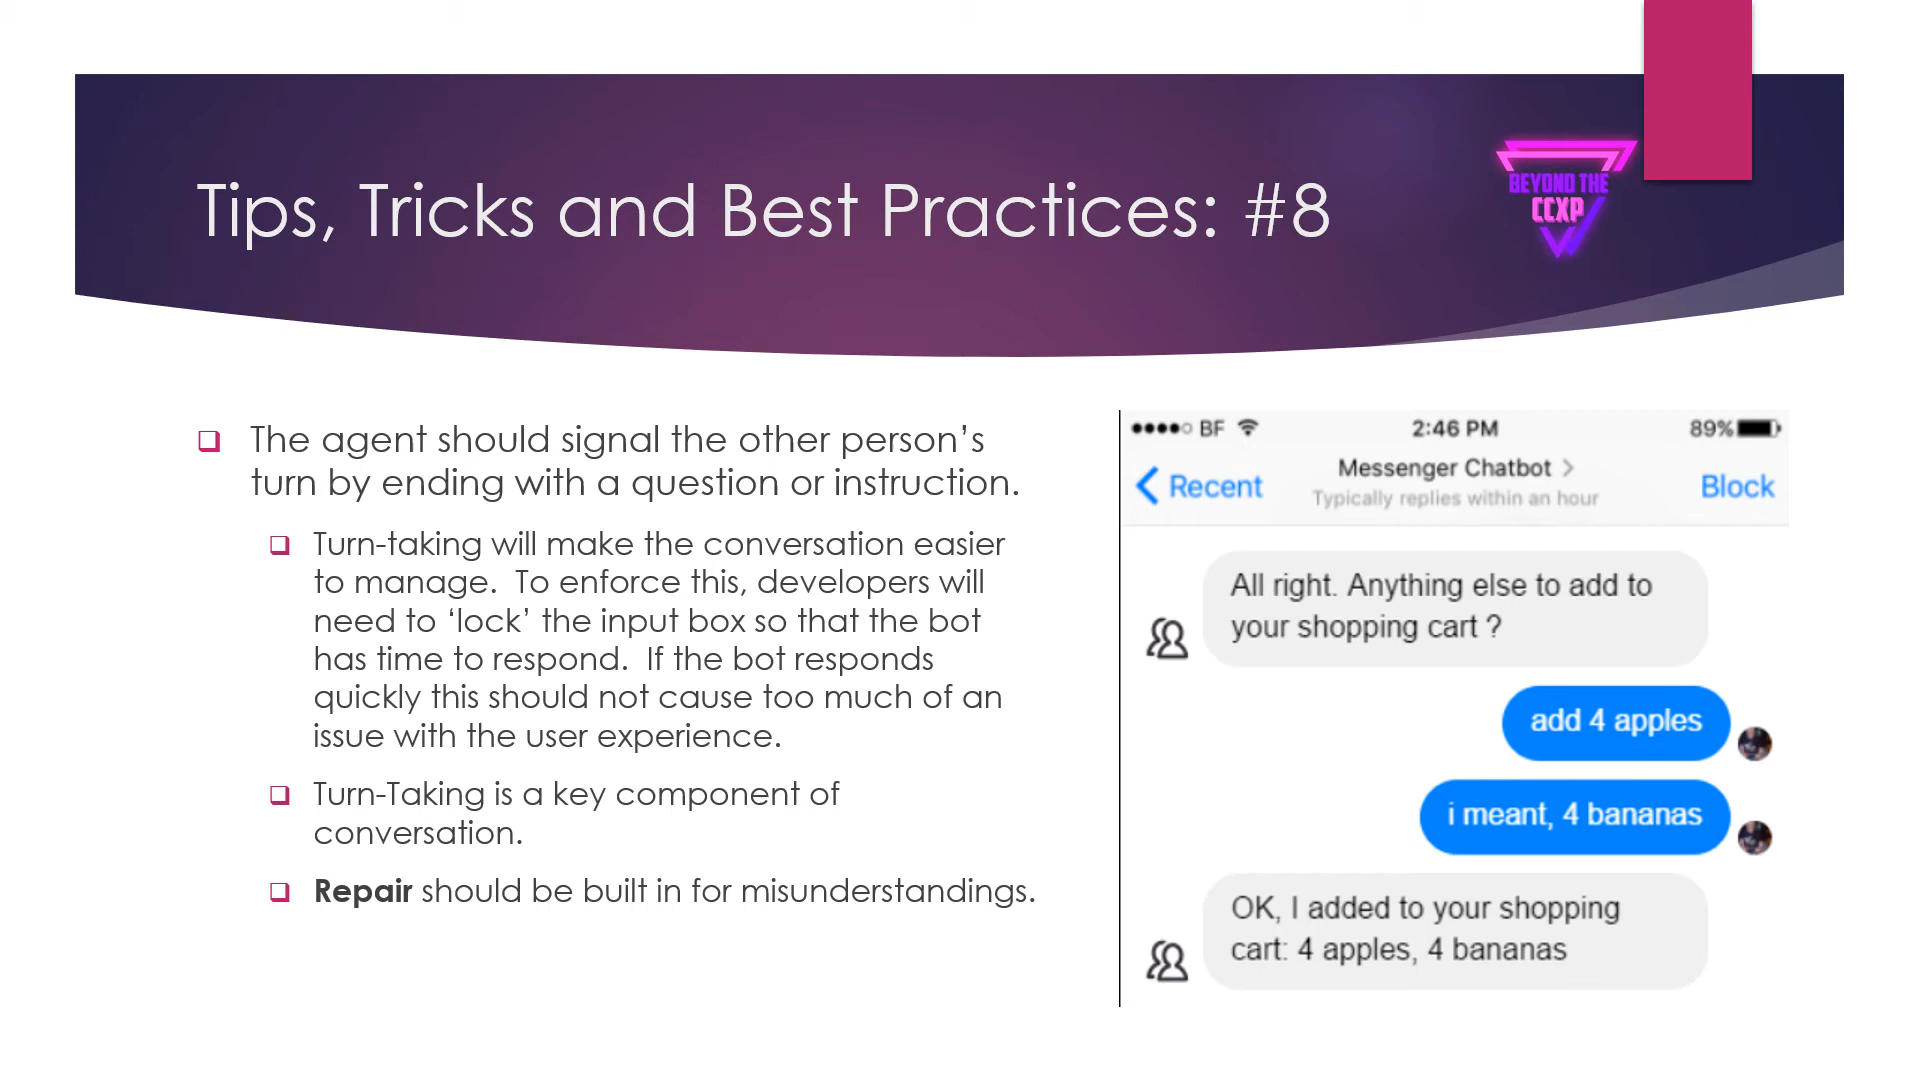 Tips, Tricks and Best Practices: #8
BEYOND THE
CCXP
The agent should signal the other person’s
turn by ending with a question or instruction.
Turn-taking will make the conversation easier
to manage.  To enforce this, developers will
need to ‘lock’ the input box so that the bot
has time to respond.  If the bot responds
quickly this should not cause too much of an
issue with the user experience.
Turn-Taking is a key component of
conversation.
Repair should be built in for misunderstandings.
BF 2:46 PM 89%
Recent Messenger Chatbot Block
Typically replies within an hour
All right. Anything else to add to
your shopping cart ?
add 4 apples
i meant, 4 bananas
OK, I added to your shopping
cart: 4 apples, 4 bananas